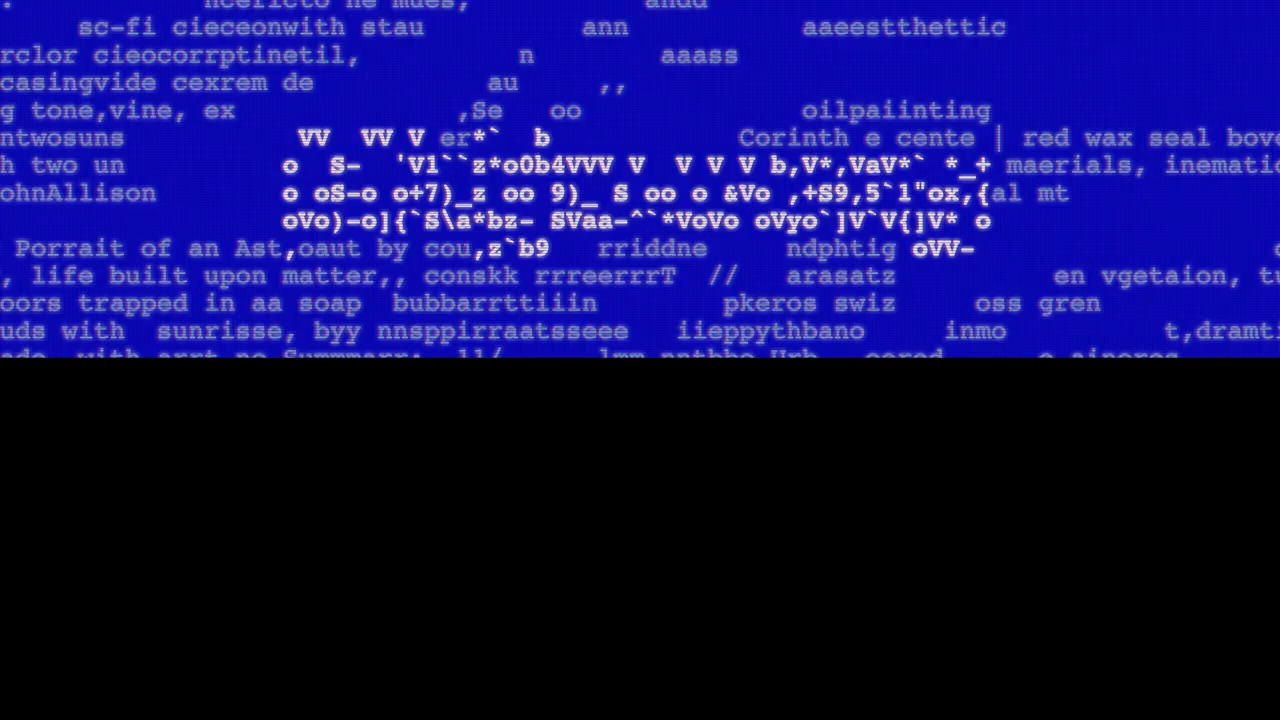 sc-fi cieceonwith stau ann aaeestthettic
rclor cieocorrptinetil, n aaass
casingvide cexrem de au ,,
g tone,vine, ex ,Se oo oilpaiinting
ntwosuns VV VV V er*` b Corinth e cente | red wax seal bove
h two un o S- 'V1``z*o0b4VVV V V V V b,V*,VaV*` *_+ maerials, inematic
ohnAllison o oS-o o+7)_z oo 9)_ S oo o &Vo ,+S9,5`1"ox,{al mt
oVo)-o]{`S\a*bz- SVaa-^`*VoVo oVyo`]V`V{]V* o
Porrait of an Ast,oaut by cou,z`b9 rriddne ndphtig oVV-
, life built upon matter,, conskk rrreerrrT // arasatz en vgetaion, th
oors trapped in aa soap bubbarrttiiin pkeros swiz oss gren
uds with sunrisse, byy nnsppirraatsseee iieppythbano inmo t,dramti